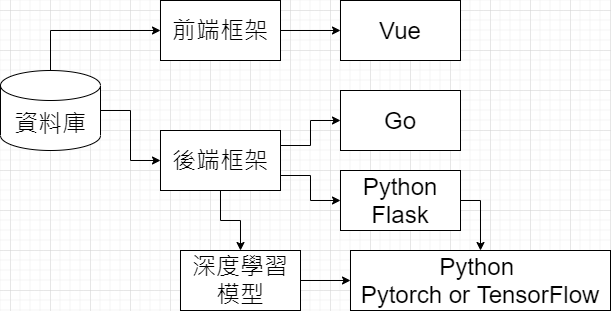 前端框架
Vue
資料庫
Go
後端框架
Python
Flask
深度學習
模型
Python
Pytorch or TensorFlow